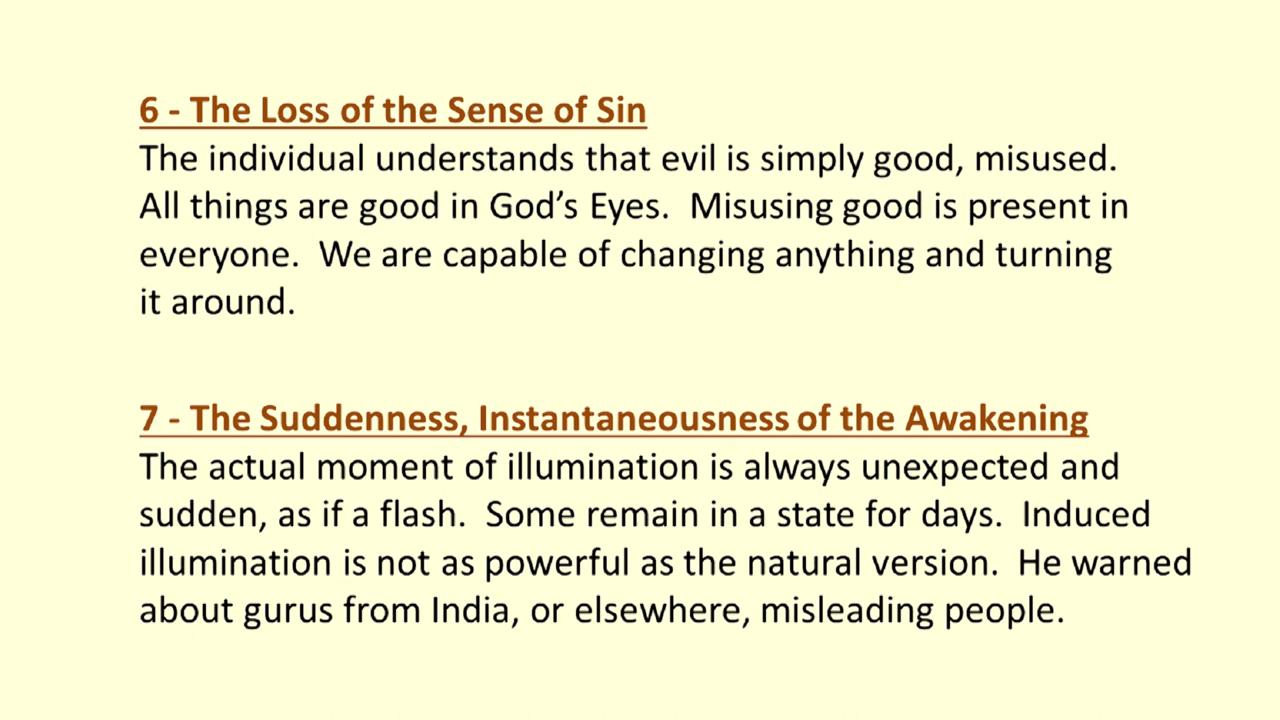 6 - The Loss of the Sense of Sin
The individual understands that evil is simply good, misused.
All things are good in God’s Eyes.  Misusing good is present in
everyone.  We are capable of changing anything and turning
it around.
7 - The Suddenness, Instantaneousness of the Awakening
The actual moment of illumination is always unexpected and
sudden, as if a flash.  Some remain in a state for days.  Induced
illumination is not as powerful as the natural version.  He warned
about gurus from India, or elsewhere, misleading people.